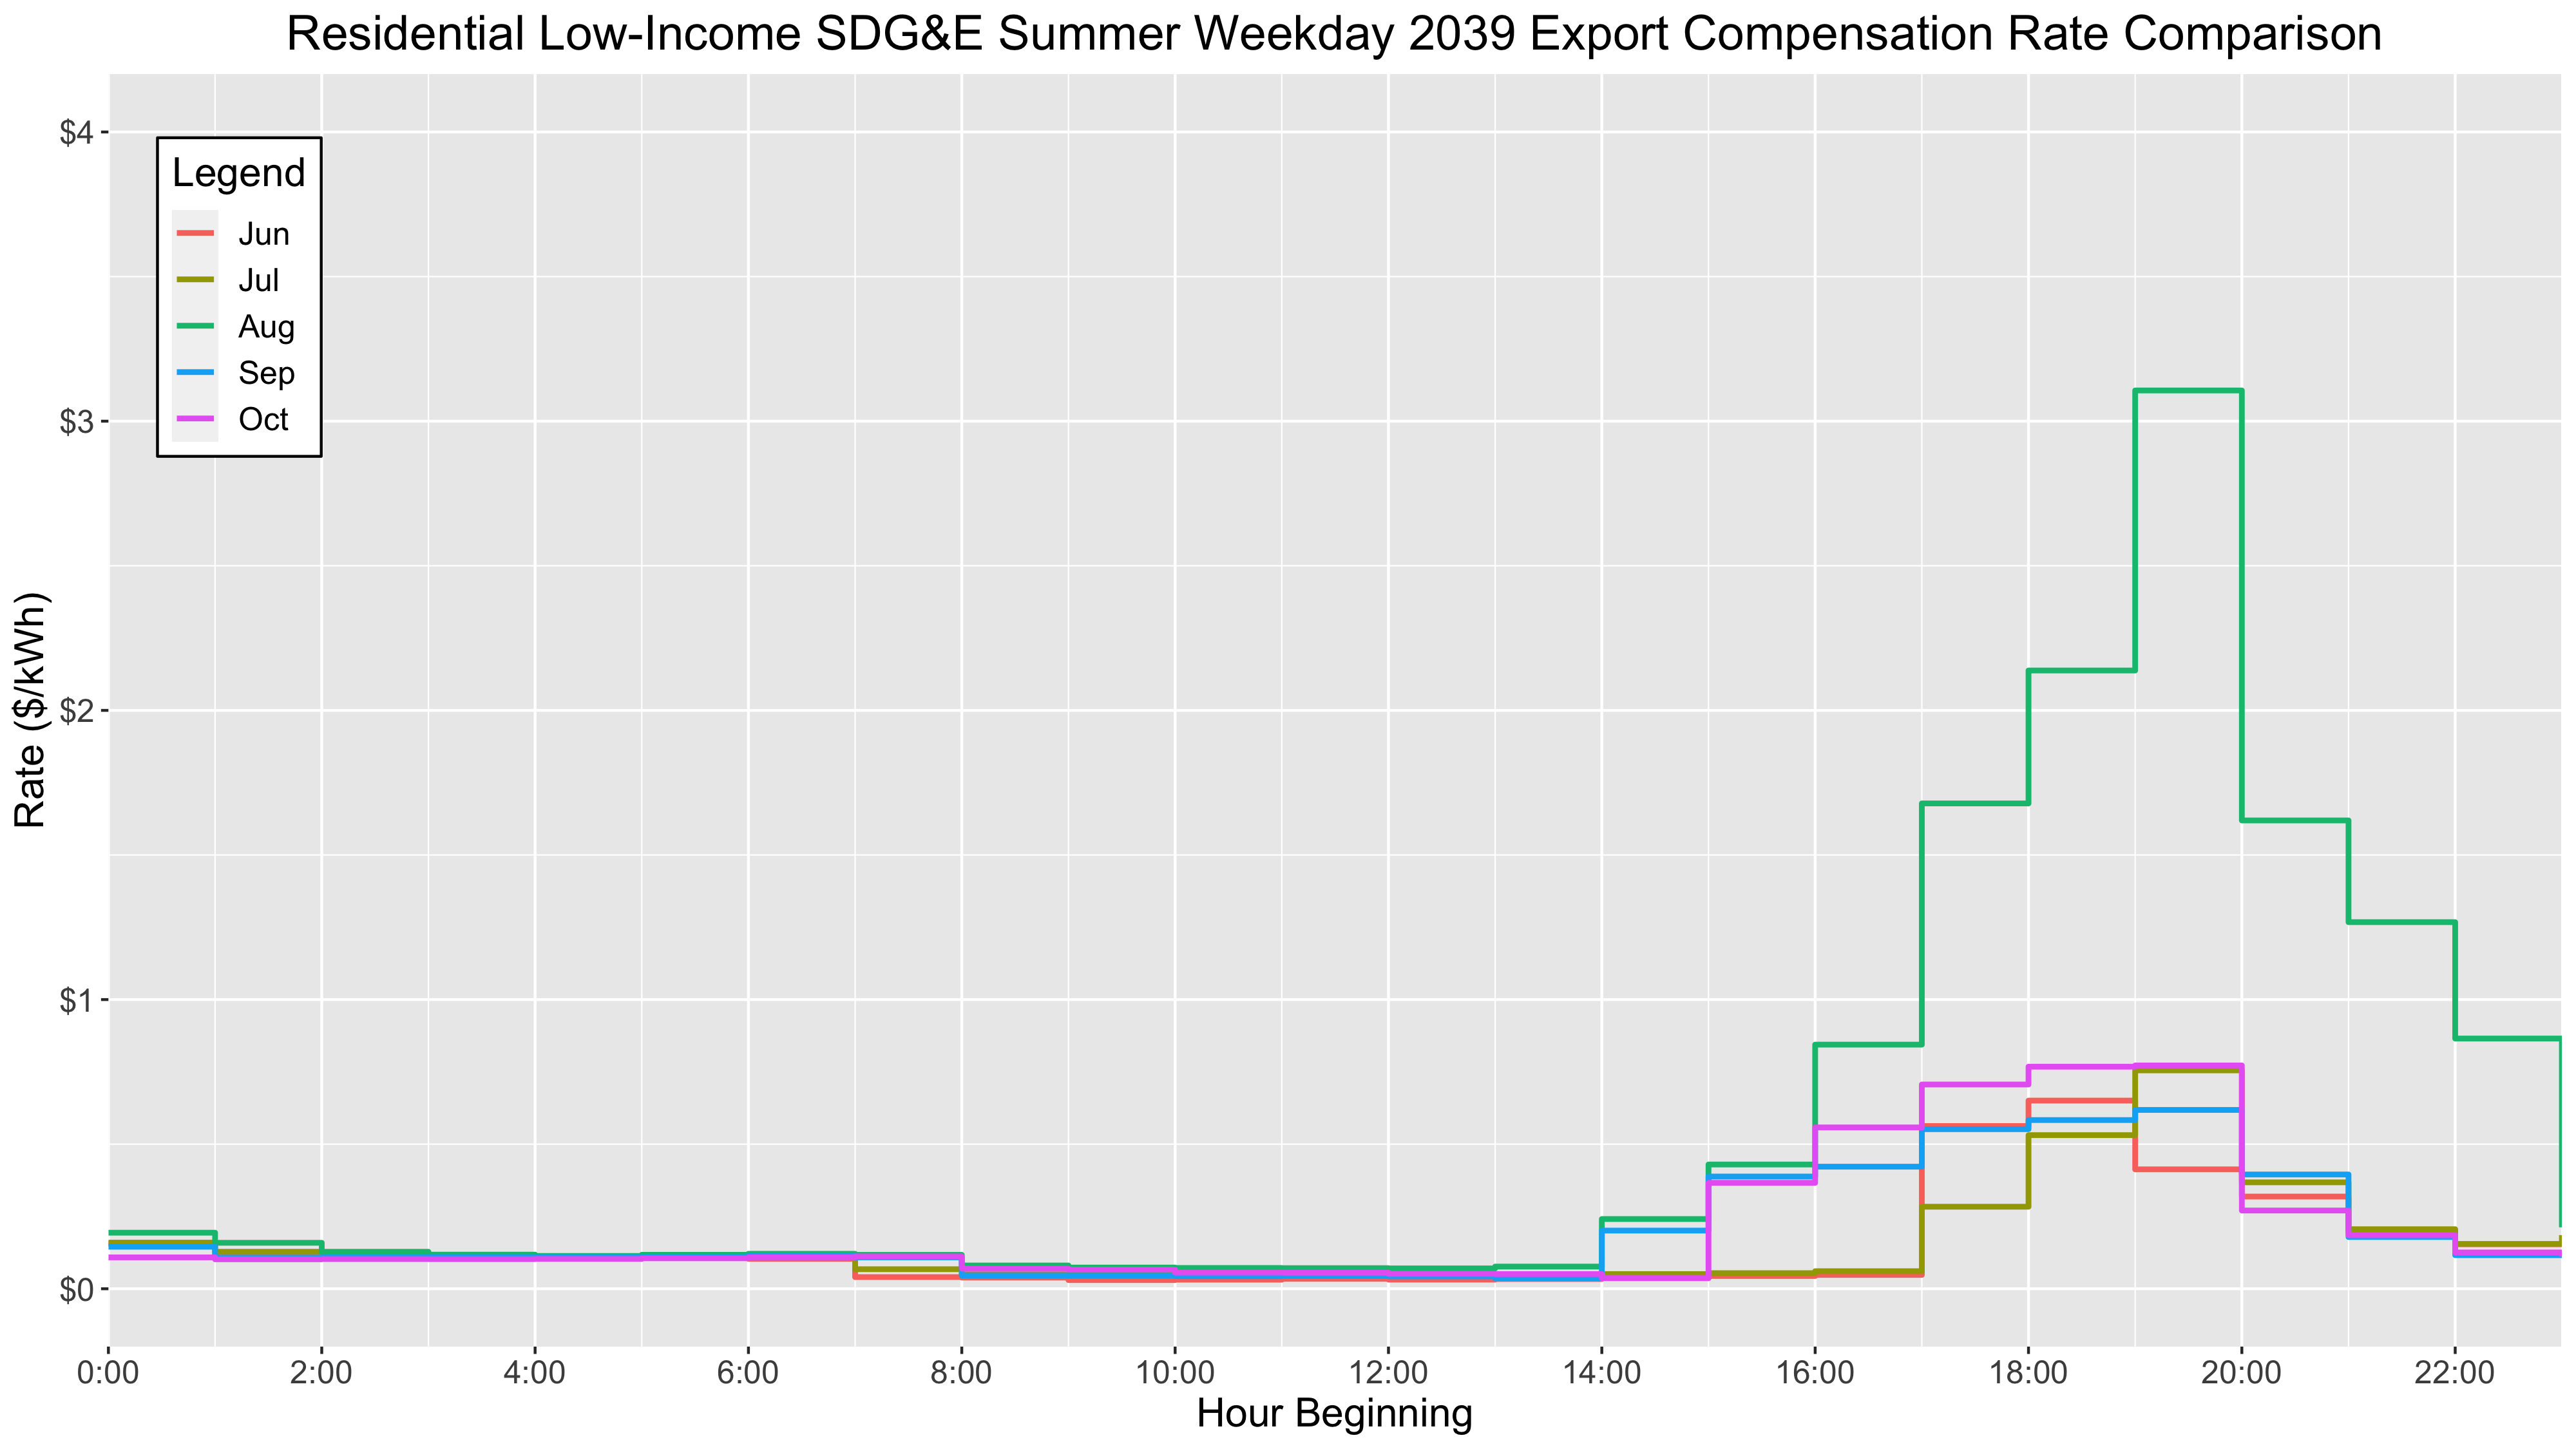 Residential Low-Income SDG&E Summer Weekday 2039 Export Compensation Rate Comparison
$4
Legend
Jun
Jul
Aug
Sep
Oct
$3
Rate ($/kWh)
$2
$1
$0
0:00 2:00 4:00 6:00 8:00 10:00 12:00 14:00 16:00 18:00 20:00 22:00
Hour Beginning